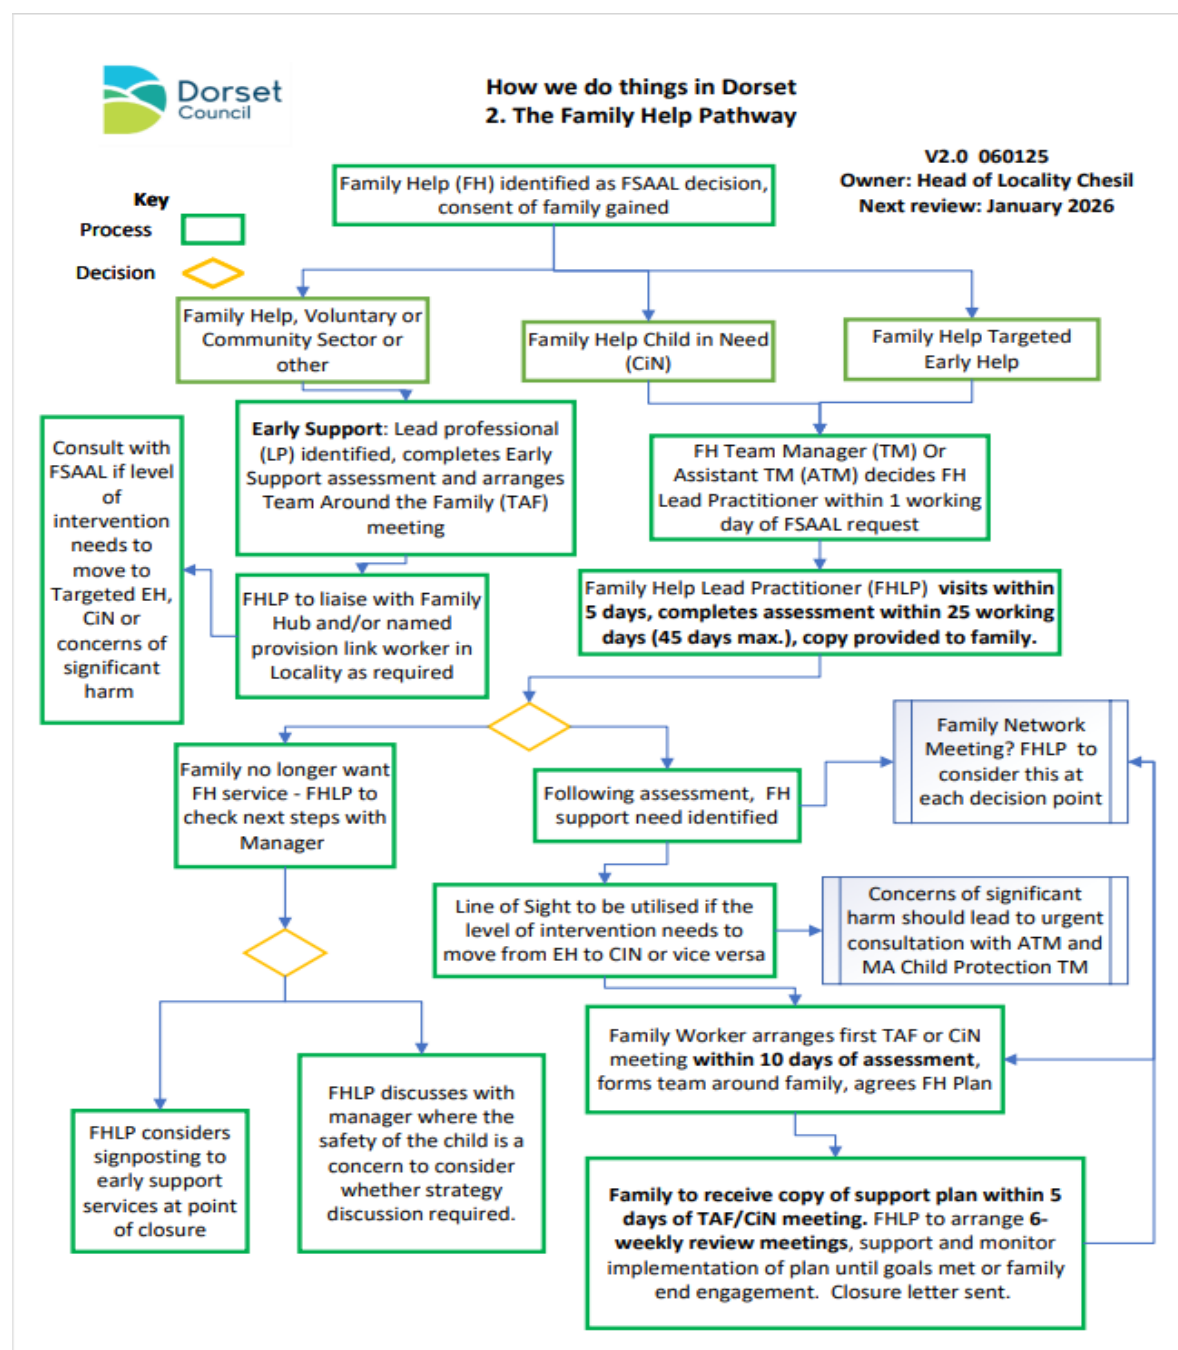 Dorset
Council
How we do things in Dorset
2. The Family Help Pathway
V2.0 060125
Owner: Head of Locality Chesil
Next review: January 2026
Key
Process
Decision
Family Help (FH) identified as FSAAL decision,
consent of family gained
Family Help, Voluntary or
Community Sector or
other
Family Help Child in Need
(CiN)
Family Help Targeted
Early Help
Consult with
FSAAL if level
of
intervention
needs to
move to
Targeted EH,
CiN or
concerns of
significant
harm
Early Support: Lead professional
(LP) identified, completes Early
Support assessment and arranges
Team Around the Family (TAF)
meeting
FH Team Manager (TM) Or
Assistant TM (ATM) decides FH
Lead Practitioner within 1 working
day of FSAAL request
FHLP to liaise with Family
Hub and/or named
provision link worker in
Locality as required
Family Help Lead Practitioner (FHLP) visits within
5 days, completes assessment within 25 working
days (45 days max.), copy provided to family.
Family no longer want
FH service - FHLP to
check next steps with
Manager
Following assessment, FH
support need identified
Family Network
Meeting? FHLP to
consider this at
each decision point
Line of Sight to be utilised if the
level of intervention needs to
move from EH to CIN or vice versa
Concerns of significant
harm should lead to urgent
consultation with ATM and
MA Child Protection TM
Family Worker arranges first TAF or CiN
meeting within 10 days of assessment,
forms team around family, agrees FH Plan
FHLP considers
signposting to
early support
services at point
of closure
FHLP discusses with
manager where the
safety of the child is a
concern to consider
whether strategy
discussion required.
Family to receive copy of support plan within 5
days of TAF/CiN meeting. FHLP to arrange 6-
weekly review meetings, support and monitor
implementation of plan until goals met or family
end engagement. Closure letter sent.